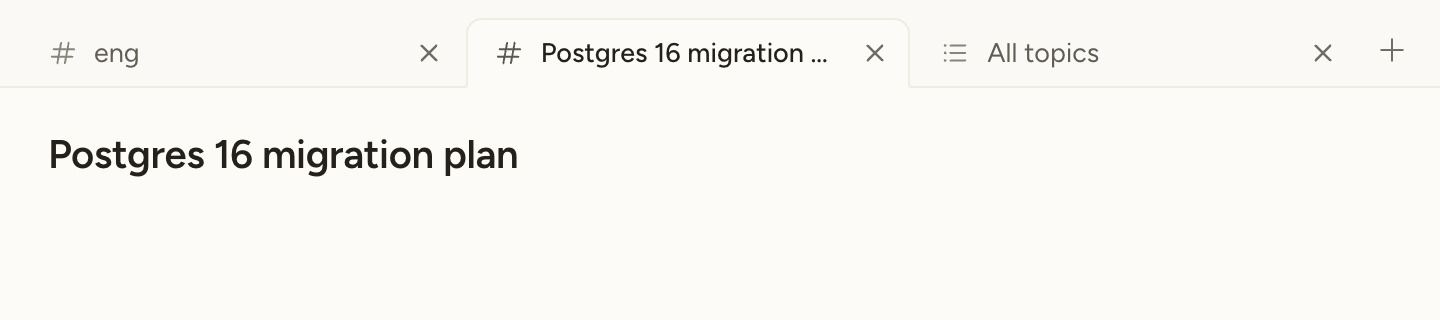 # eng
# Postgres 16 migration ...
All topics
Postgres 16 migration plan